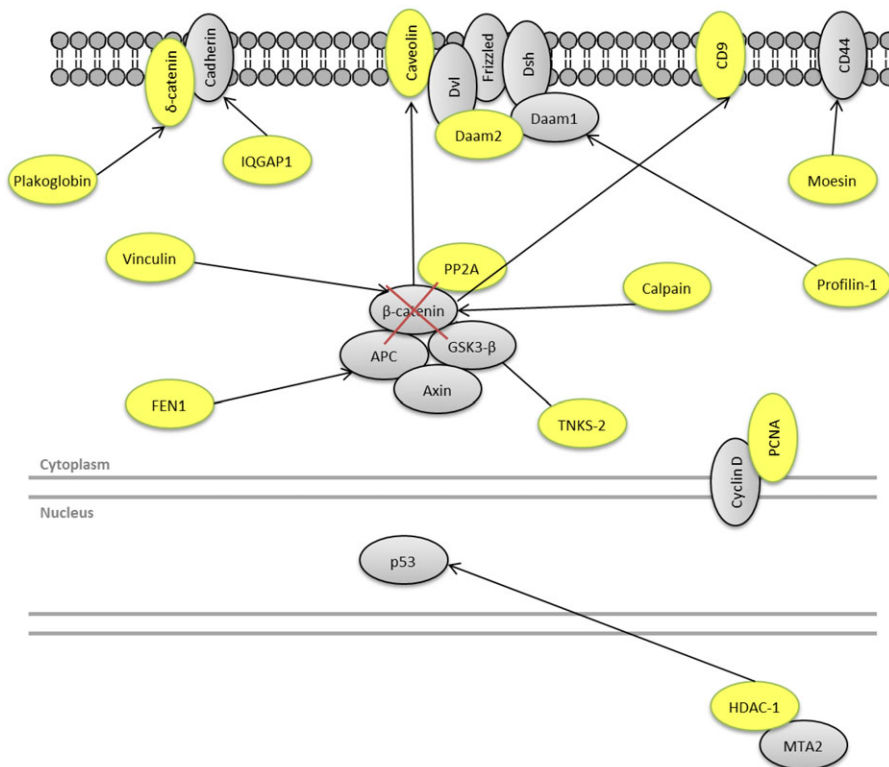 δ-catenin
Cadherin
Caveolin
Dvl
Frizzled
Dsh
CD9
CD44
Daam1
Daam2
Plakoglobin
IQGAP1
Moesin
Vinculin
PP2A
Calpain
Profilin-1
β-catenin
APC
GSK3-β
Axin
FEN1
TNKS-2
PCNA
Cyclin D
Cytoplasm
Nucleus
p53
HDAC-1
MTA2